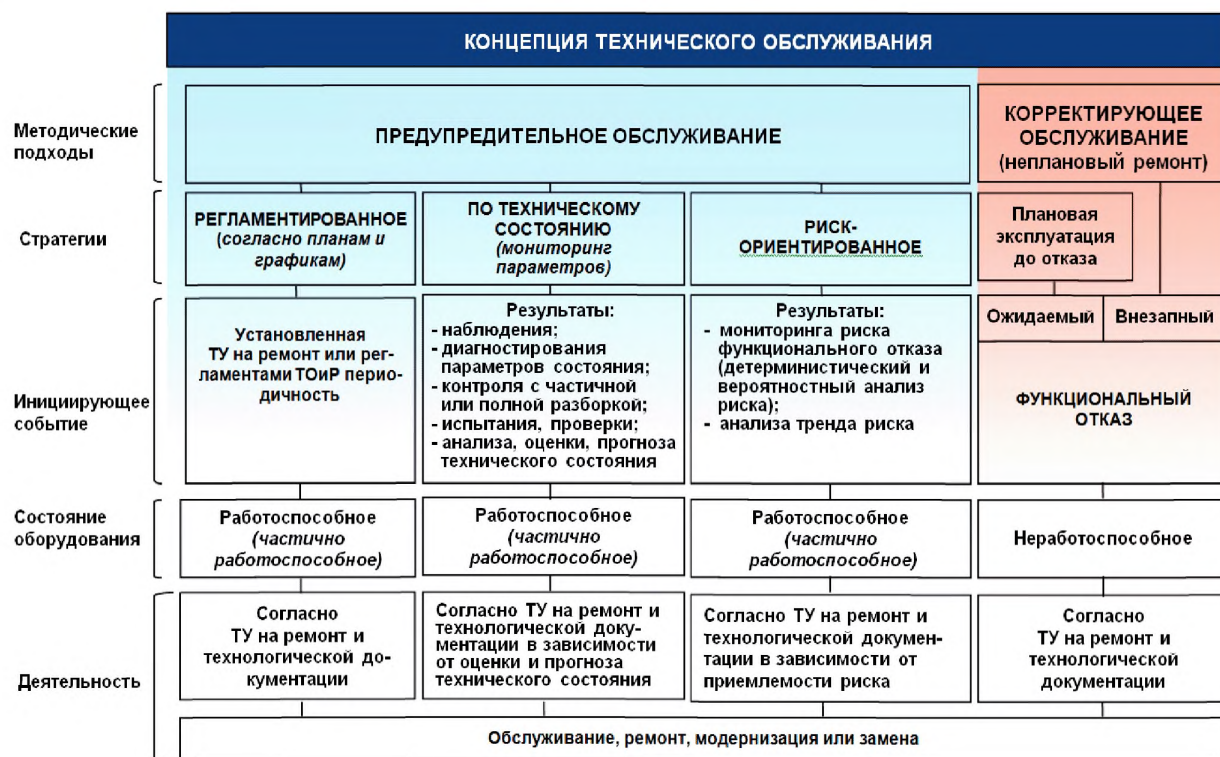 КОНЦЕПЦИЯ ТЕХНИЧЕСКОГО ОБСЛУЖИВАНИЯ
Методические
подходы
ПРЕДУПРЕДИТЕЛЬНОЕ ОБСЛУЖИВАНИЕ
КОРРЕКТИРУЮЩЕЕ
ОБСЛУЖИВАНИЕ
(неплановый ремонт)
Стратегии
РЕГЛАМЕНТИРОВАННОЕ
(согласно планам и
графикам)
ПО ТЕХНИЧЕСКОМУ
СОСТОЯНИЮ
(мониторинг
параметров)
РИСК-
ОРИЕНТИРОВАННОЕ
Плановая
эксплуатация
до отказа
Инициирующее
событие
Установленная
ТУ на ремонт или рег-
ламентами ТОиР перио-
дичность
Результаты:
- наблюдения;
- диагностирования
параметров состояния;
- контроля с частичной
или полной разборкой;
- испытания, проверки;
- анализа, оценки, прогноза
технического состояния
Результаты:
- мониторинга риска
функционального отказа
(детерминистический и
вероятностный анализ
риска);
- анализа тренда риска
Ожидаемый
Внезапный
ФУНКЦИОНАЛЬНЫЙ
ОТКАЗ
Состояние
оборудования
Работоспособное
(частично
работоспособное)
Работоспособное
(частично
работоспособное)
Работоспособное
(частично
работоспособное)
Неработоспособное
Деятельность
Согласно
ТУ на ремонт и
технологической до-
кументации
Согласно ТУ на ремонт и
технологической доку-
ментации в зависимости
от оценки и прогноза
технического состояния
Согласно ТУ на ремонт и
технологической докумен-
тации в зависимости от
приемлемости риска
Согласно
ТУ на ремонт и
технологической
документации
Обслуживание, ремонт, модернизация или замена